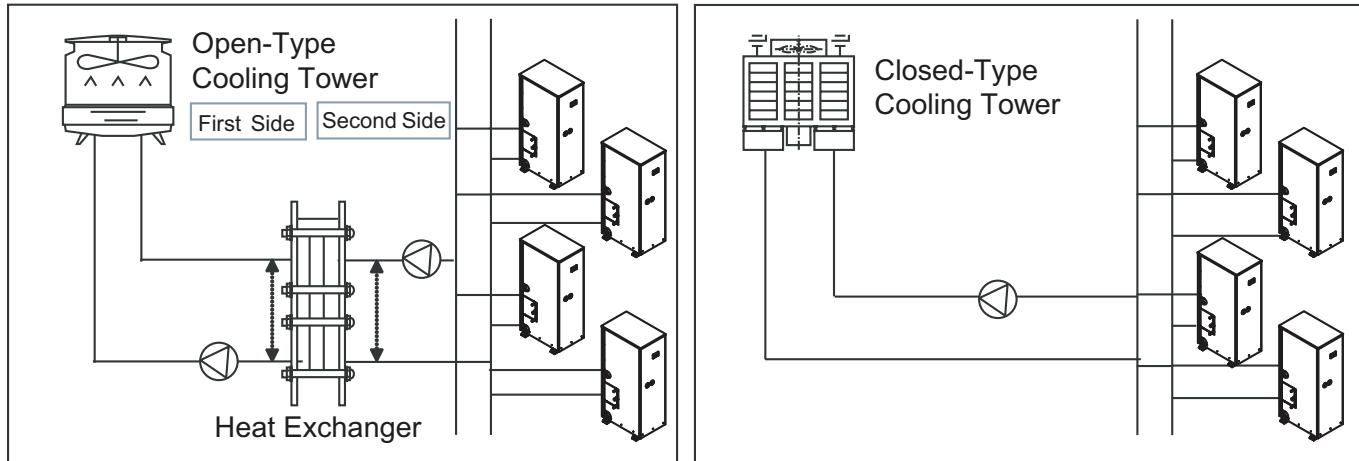 Open-Type
Cooling Tower
First Side
Second Side
Heat Exchanger
Closed-Type
Cooling Tower